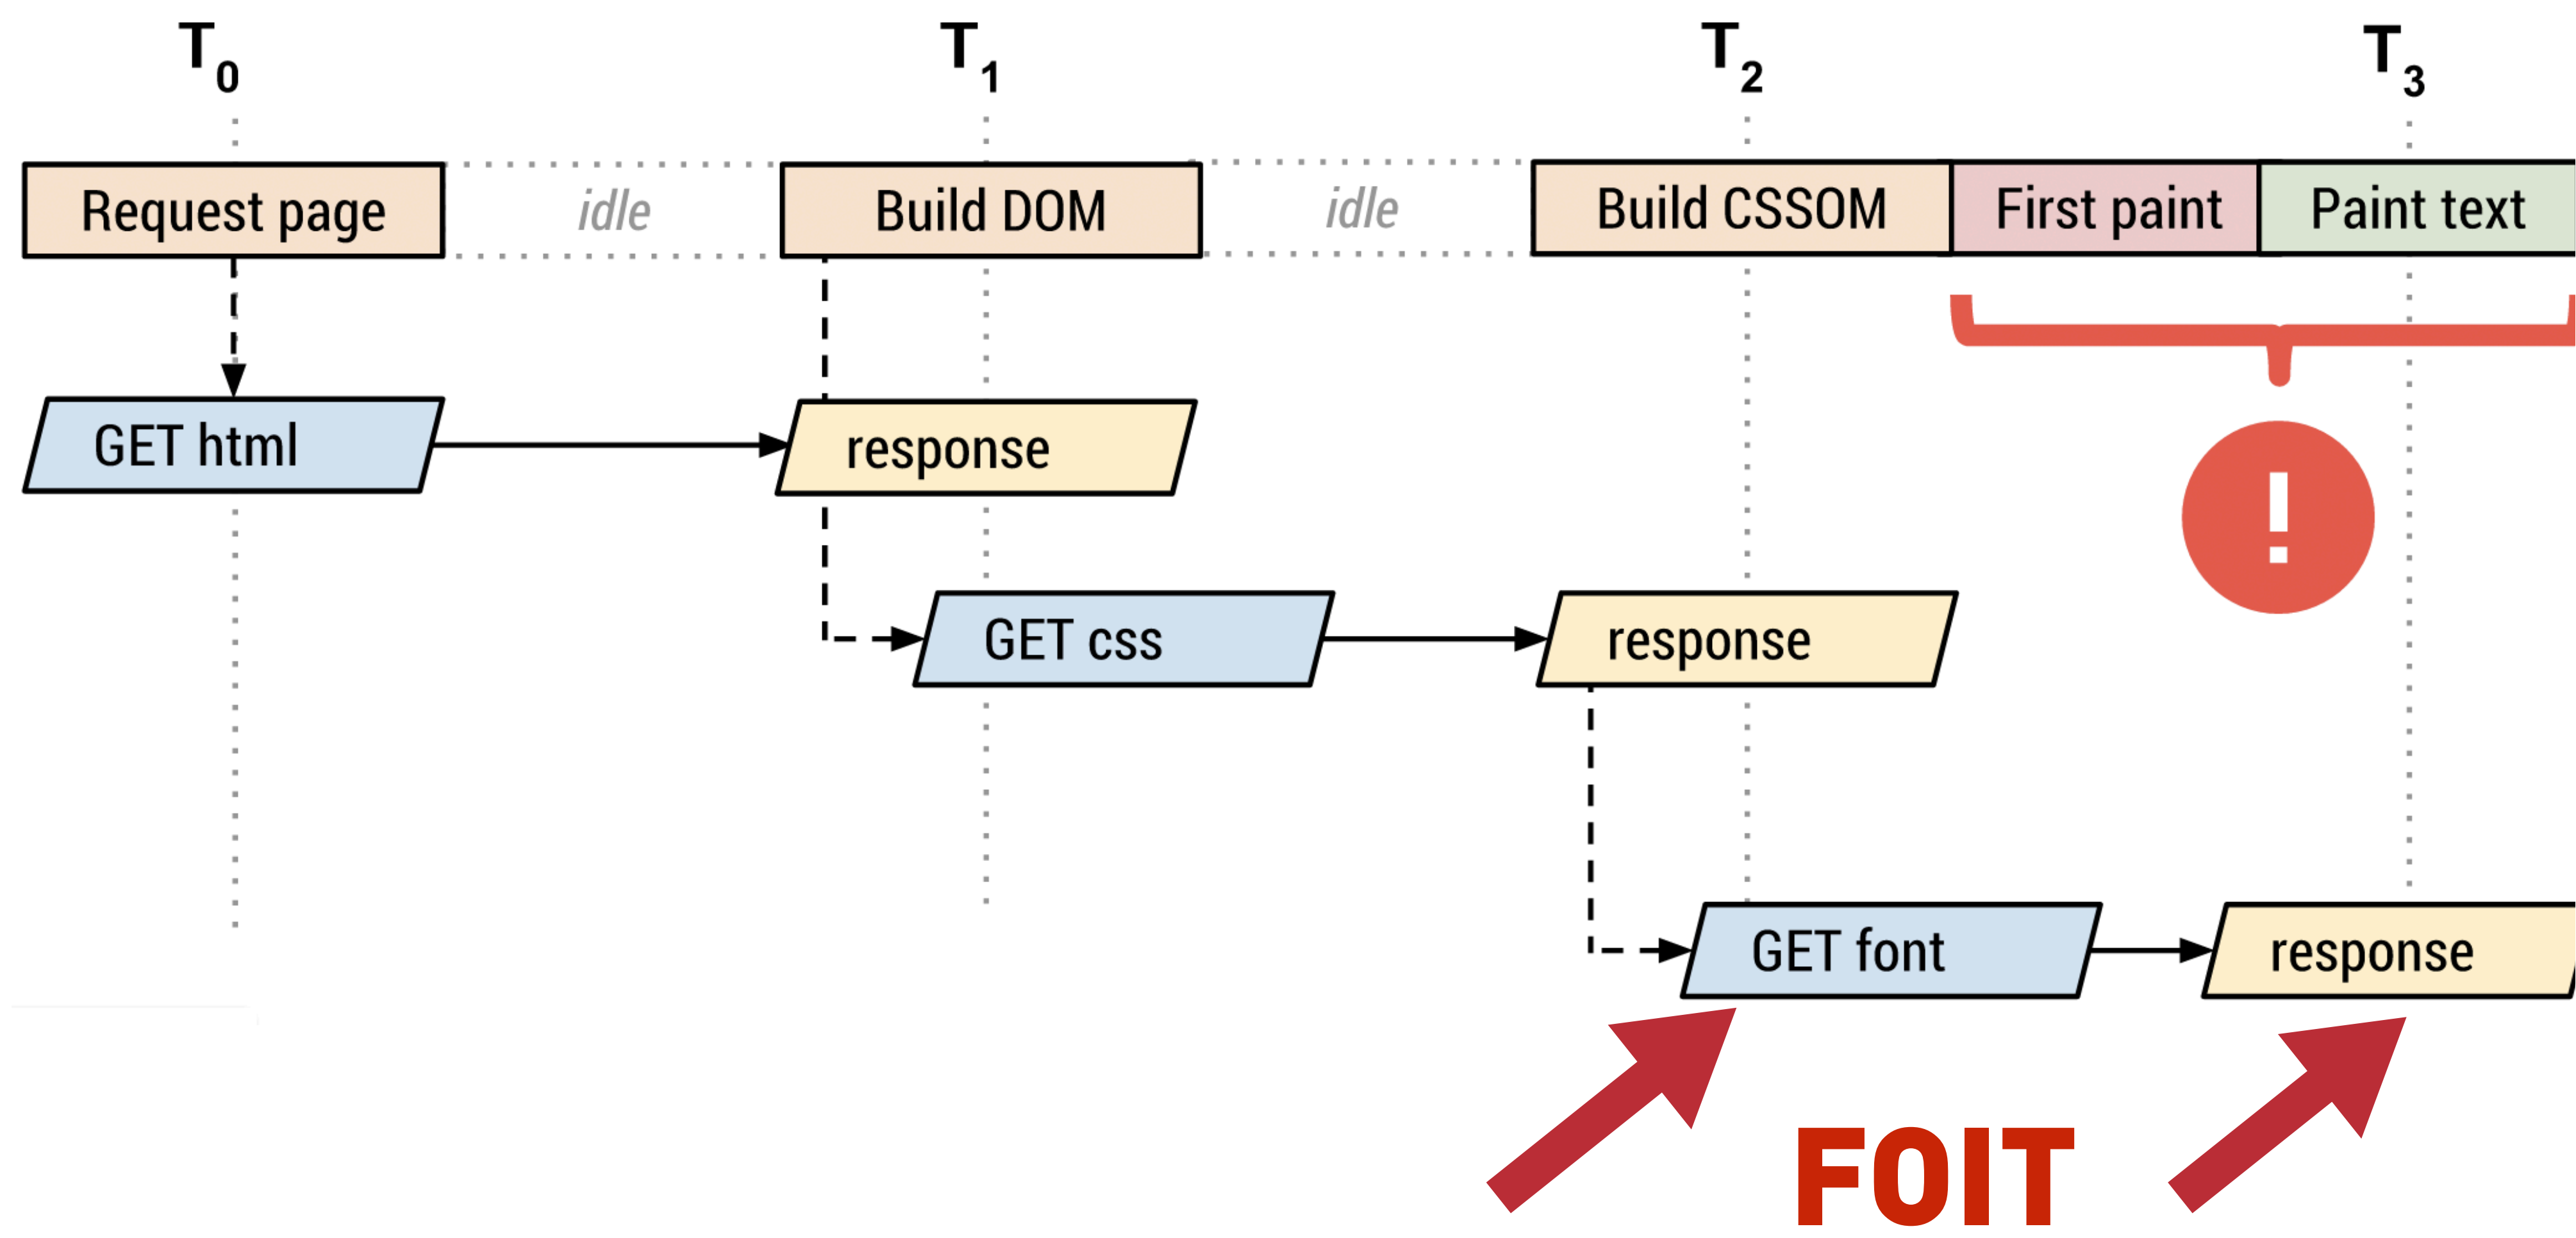 T0 T1 T2 T3
Request page idle Build DOM idle Build CSSOM First paint Paint text
GET html response
!
GET css response
GET font response
FOIT